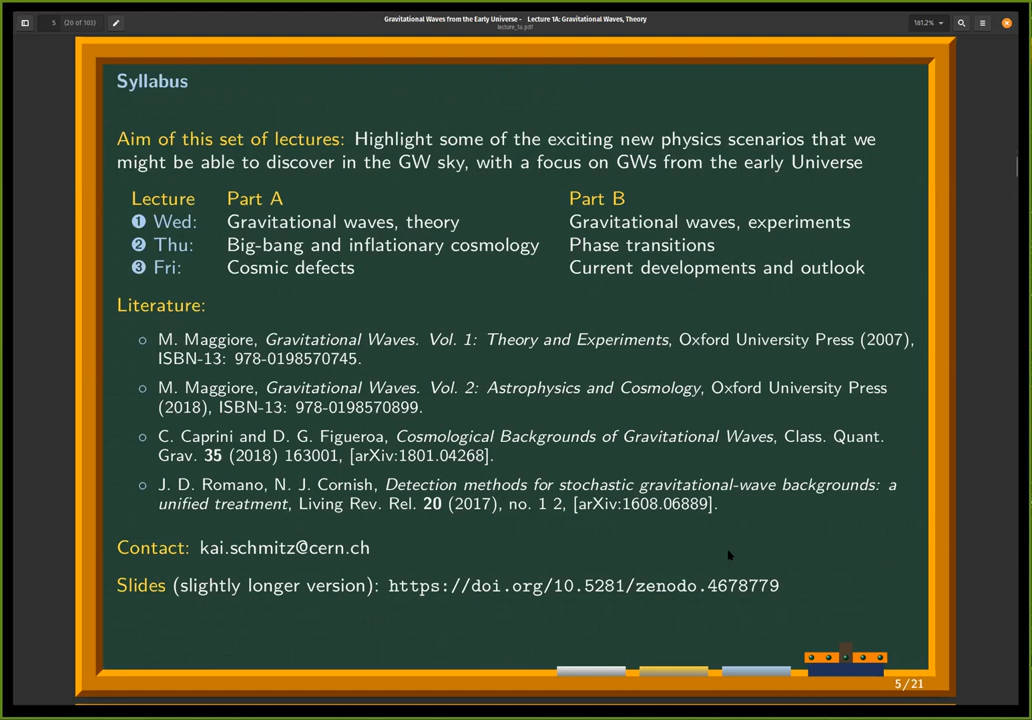 5 (20 of 103)
Gravitational Waves from the Early Universe - Lecture 1A: Gravitational Waves, Theory
lecture_1a.pdf
181.2%
Syllabus
Aim of this set of lectures: Highlight some of the exciting new physics scenarios that we
might be able to discover in the GW sky, with a focus on GWs from the early Universe
Lecture Part A Part B
❶ Wed: Gravitational waves, theory Gravitational waves, experiments
❷ Thu: Big-bang and inflationary cosmology Phase transitions
❸ Fri: Cosmic defects Current developments and outlook
Literature:
○ M. Maggiore, Gravitational Waves. Vol. 1: Theory and Experiments, Oxford University Press (2007),
ISBN-13: 978-0198570745.
○ M. Maggiore, Gravitational Waves. Vol. 2: Astrophysics and Cosmology, Oxford University Press
(2018), ISBN-13: 978-0198570899.
○ C. Caprini and D. G. Figueroa, Cosmological Backgrounds of Gravitational Waves, Class. Quant.
Grav. 35 (2018) 163001, [arXiv:1801.04268].
○ J. D. Romano, N. J. Cornish, Detection methods for stochastic gravitational-wave backgrounds: a
unified treatment, Living Rev. Rel. 20 (2017), no. 1 2, [arXiv:1608.06889].
Contact: kai.schmitz@cern.ch
Slides (slightly longer version): https://doi.org/10.5281/zenodo.4678779
5/21